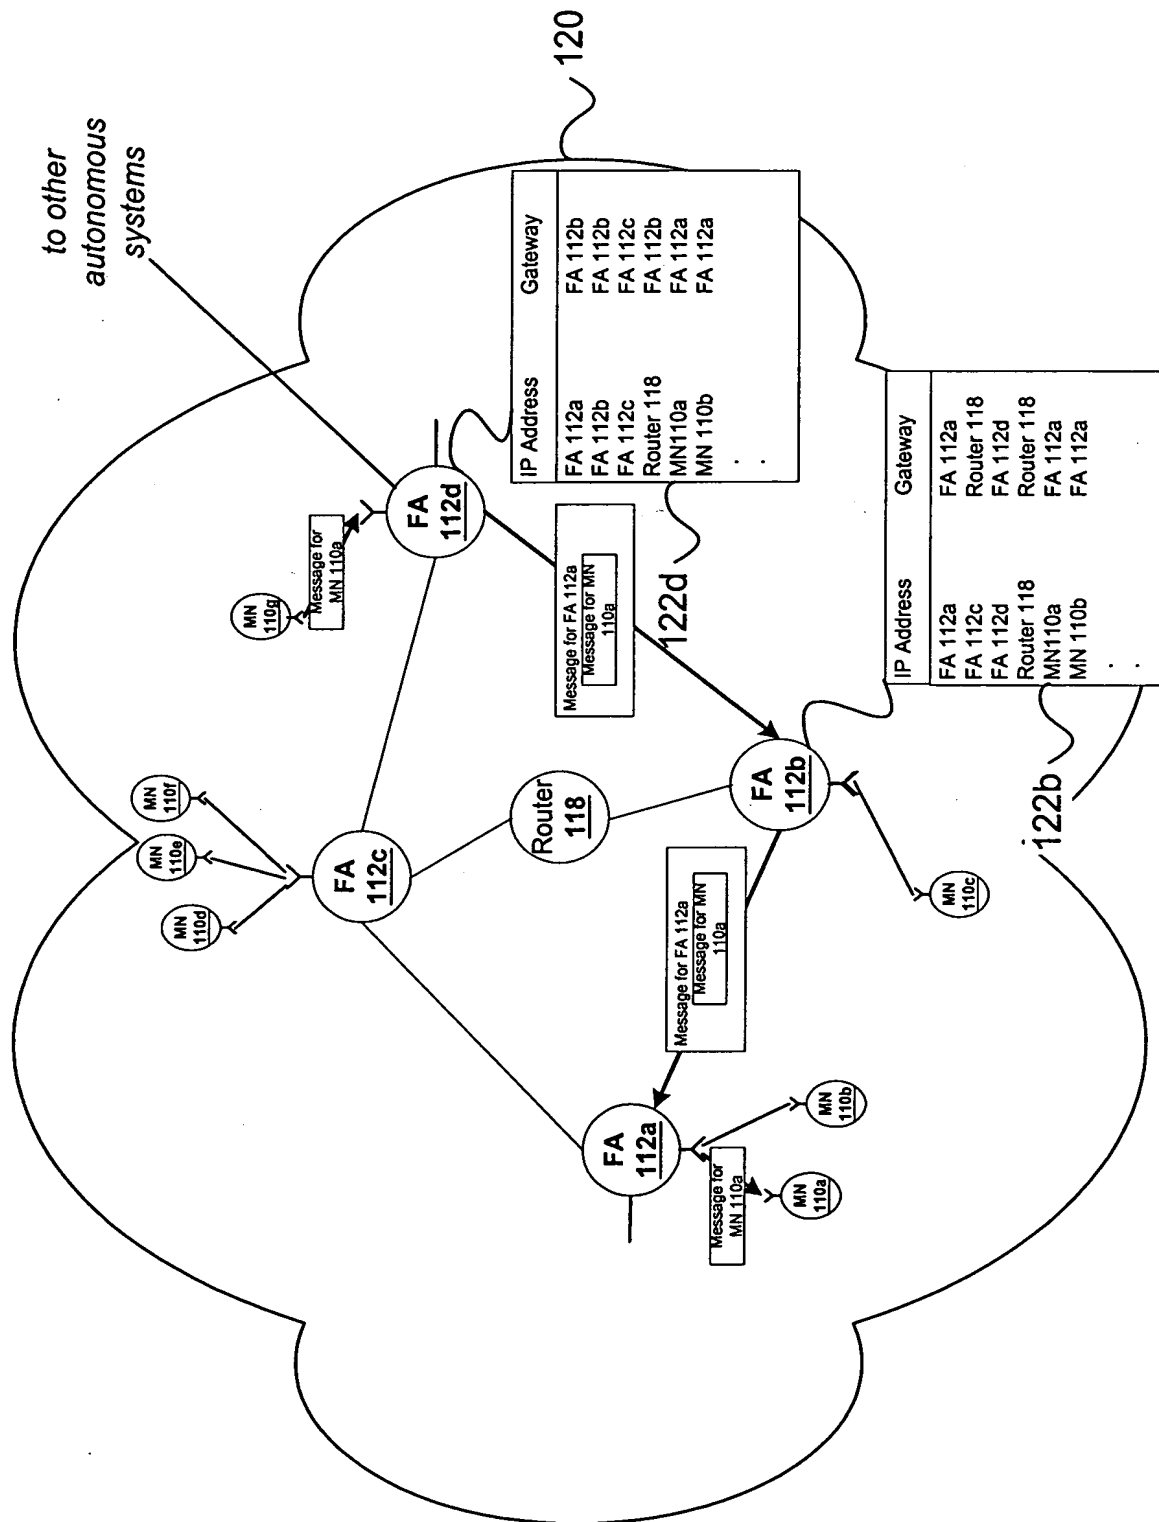 to other
autonomous
systems
120
MN
110g
Message for
MN 110a
FA
112d
IP Address Gateway
FA 112a FA 112b
FA 112b FA 112b
FA 112c FA 112c
Router 118 FA 112b
MN110a FA 112a
MN 110b FA 112a
. .
122d
Message for FA 112a
Message for MN
110a
MN
110f
MN
110e
MN
110d
FA
112c
Router
118
FA
112b
IP Address Gateway
FA 112a FA 112a
FA 112c Router 118
FA 112d FA 112d
Router 118 Router 118
MN110a FA 112a
MN 110b FA 112a
. .
122b
MN
110c
Message for FA 112a
Message for MN
110a
FA
112a
MN
110b
Message for
MN 110a
MN
110a